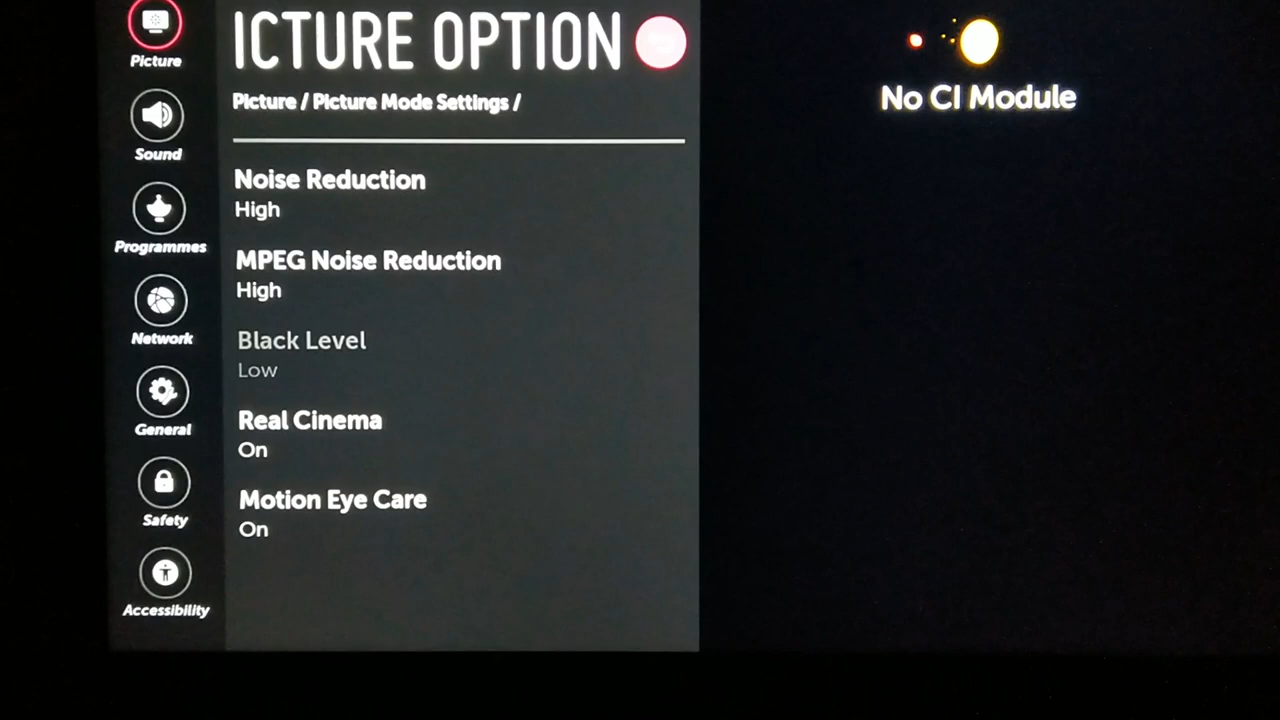 Picture
Sound
Programmes
Network
General
Safety
Accessibility
ICTURE OPTION
Picture / Picture Mode Settings /
Noise Reduction
High
MPEG Noise Reduction
High
Black Level
Low
Real Cinema
On
Motion Eye Care
On
No CI Module